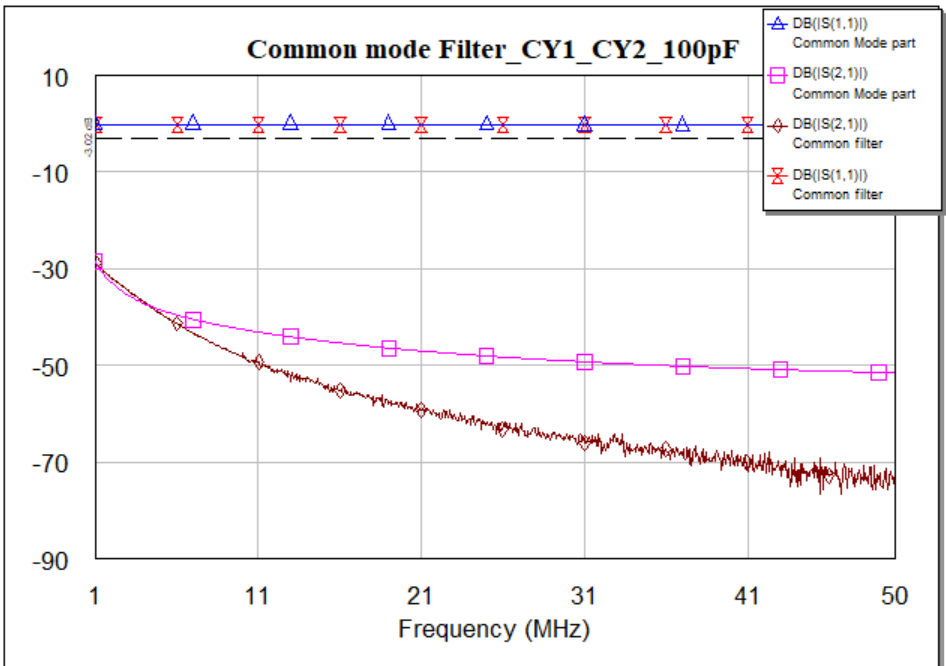 Common mode Filter_CY1_CY2_100pF
DB(|S(1,1)|)
Common Mode part
DB(|S(2,1)|)
Common Mode part
DB(|S(2,1)|)
Common filter
DB(|S(1,1)|)
Common filter
10
-10
-30
-50
-70
-90
-3.02 dB
1
11
21
31
41
50
Frequency (MHz)